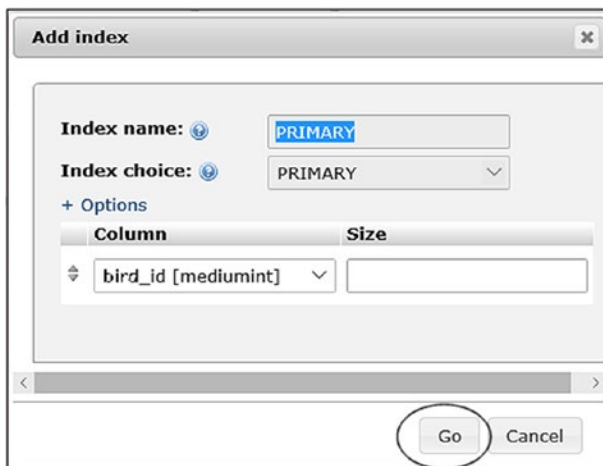 Add index
Index name:
PRIMARY
Index choice:
PRIMARY
+ Options
Column Size
bird_id [mediumint]
Go Cancel